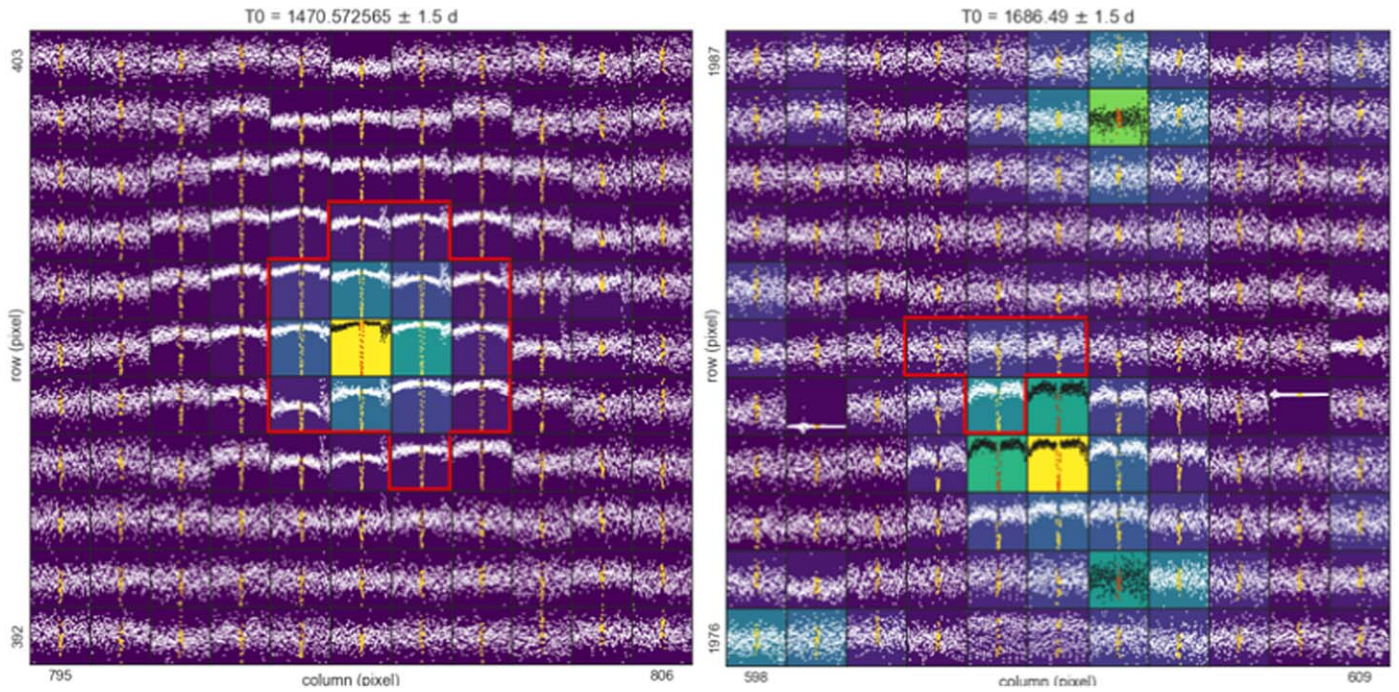 T0 = 1470.572565 ± 1.5 d
403
row (pixel)
392
795
column (pixel)
806
T0 = 1686.49 ± 1.5 d
1987
row (pixel)
1976
598
column (pixel)
609